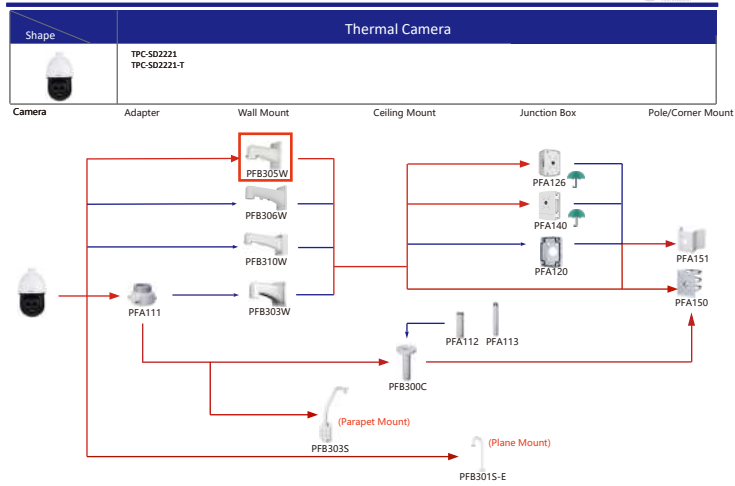 Shape
Thermal Camera
TPC-SD2221
TPC-SD2221-T
Camera
Adapter
Wall Mount
Ceiling Mount
Junction Box
Pole/Corner Mount
PFB305W
PFA126
PFB306W
PFA140
PFB310W
PFA120
PFA151
PFA111
PFB303W
PFA150
PFA112
PFA113
PFB300C
(Parapet Mount)
PFB303S
(Plane Mount)
PFB301S-E